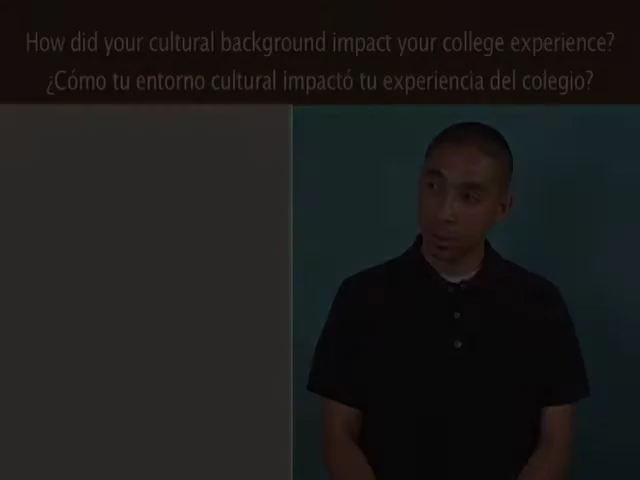 How did your cultural background impact your college experience?
¿Cómo tu entorno cultural impactó tu experiencia del colegio?